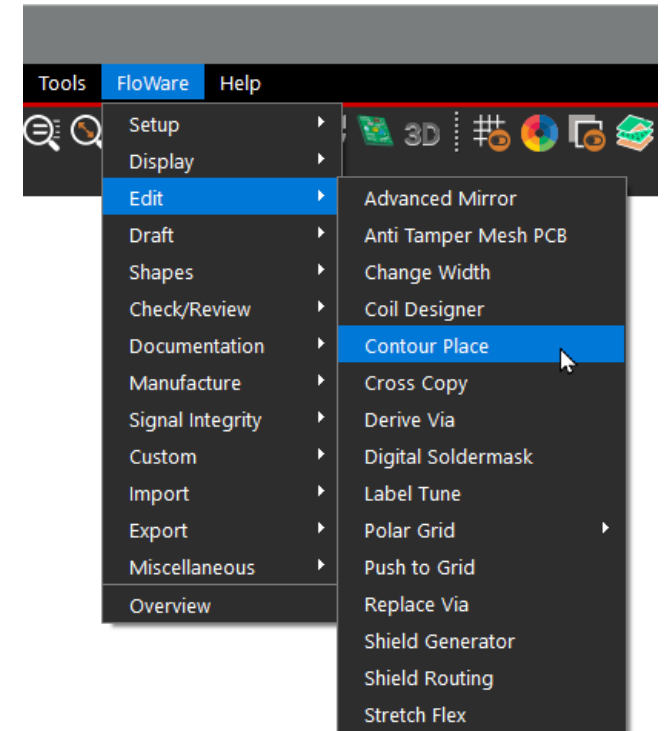 Tools FloWare Help
3D
Setup
Display
Edit
Draft
Shapes
Check/Review
Documentation
Manufacture
Signal Integrity
Custom
Import
Export
Miscellaneous
Overview
Advanced Mirror
Anti Tamper Mesh PCB
Change Width
Coil Designer
Contour Place
Cross Copy
Derive Via
Digital Soldermask
Label Tune
Polar Grid
Push to Grid
Replace Via
Shield Generator
Shield Routing
Stretch Flex